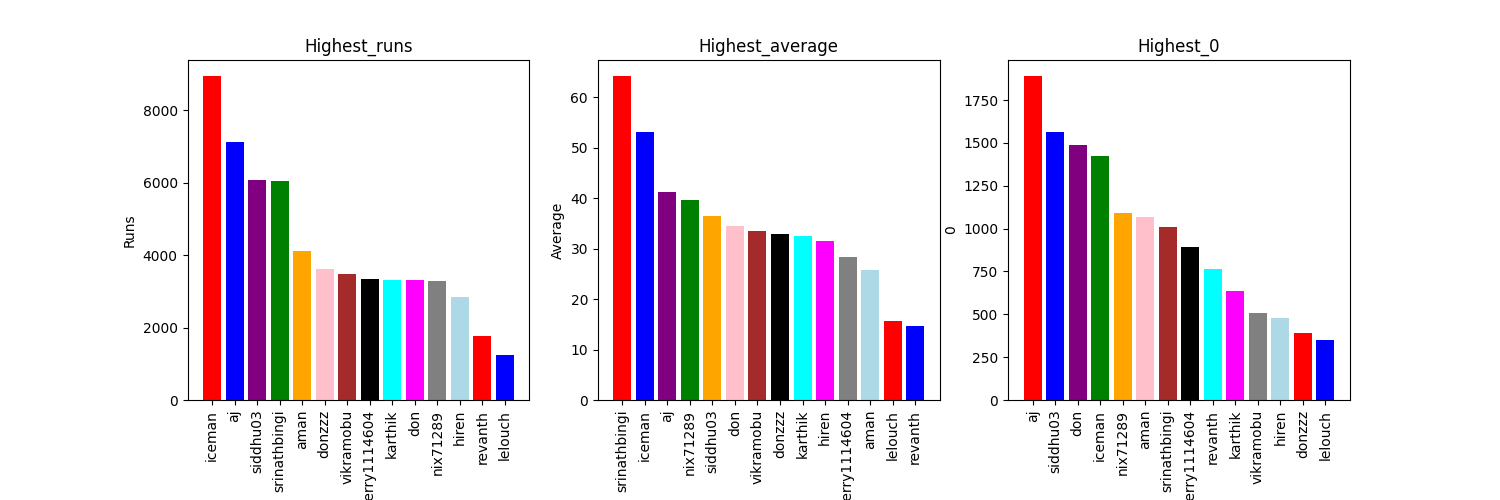 Highest_runs
Runs
8000
6000
4000
2000
0
iceman
aj
siddhu03
srinathbingi
aman
donzzz
vikramobu
erry1114604
karthik
don
nix71289
hiren
revanth
lelouch
Highest_average
Average
60
50
40
30
20
10
0
srinathbingi
iceman
aj
nix71289
siddhu03
don
vikramobu
donzzz
karthik
hiren
erry1114604
aman
lelouch
revanth
Highest_0
0
1750
1500
1250
1000
750
500
250
0
aj
siddhu03
don
iceman
nix71289
aman
srinathbingi
erry1114604
revanth
karthik
vikramobu
hiren
donzzz
lelouch